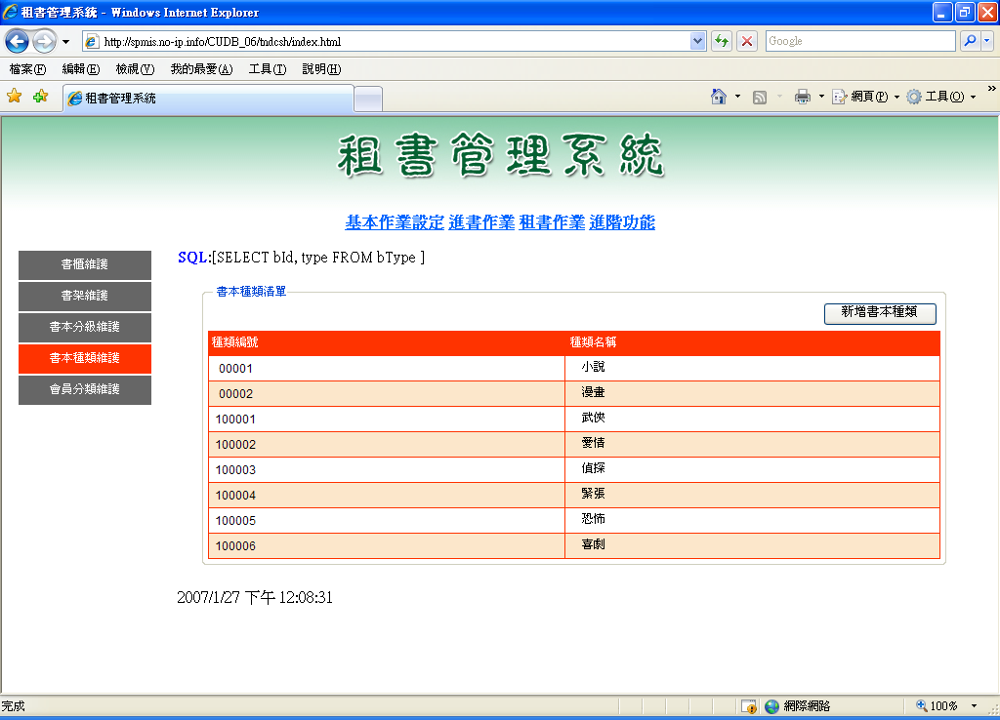 租書管理系統 - Windows Internet Explorer
http://spmis.no-ip.info/CUDB_06/tndcsh/index.html
Google
檔案(F) 編輯(E) 檢視(V) 我的最愛(A) 工具(T) 說明(H)
租書管理系統
網頁(P) 工具(O) »
租書管理系統
基本作業設定 進書作業 租書作業 進階功能
書櫃維護
書架維護
書本分級維護
書本種類維護
會員分類維護
SQL:[SELECT bId, type FROM bType ]
書本種類清單
新增書本種類
種類編號 種類名稱
00001 小說
00002 漫畫
100001 武俠
100002 愛情
100003 偵探
100004 緊張
100005 恐怖
100006 喜劇
2007/1/27 下午 12:08:31
完成 網際網路 100%